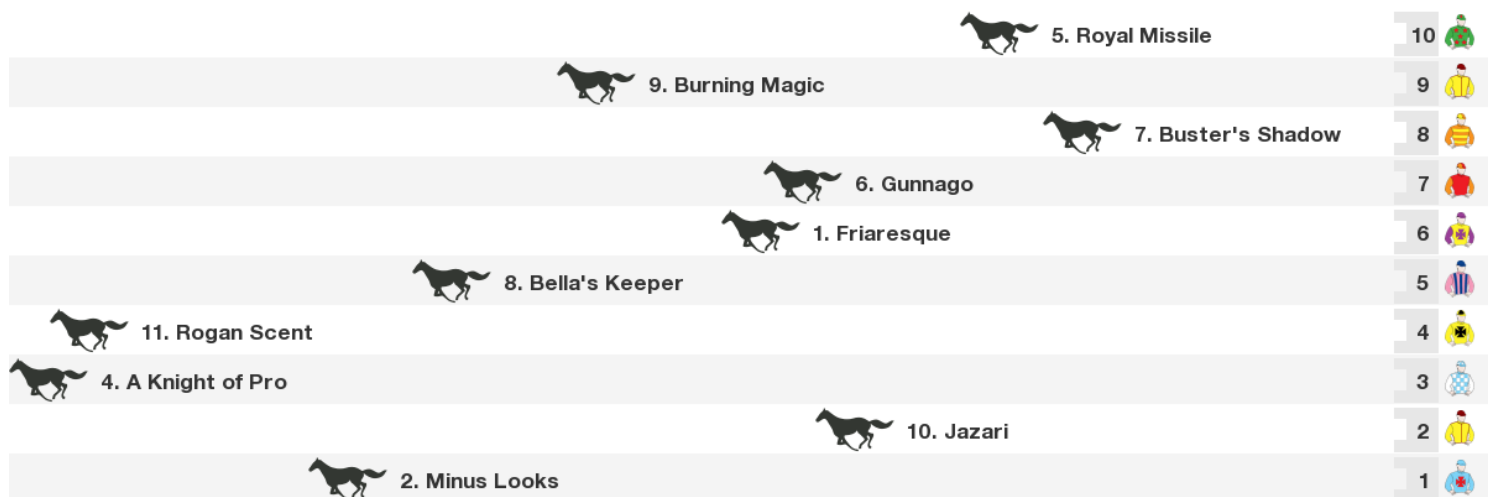 5. Royal Missile 10
9. Burning Magic 9
7. Buster's Shadow 8
6. Gunnago 7
1. Friaresque 6
8. Bella's Keeper 5
11. Rogan Scent 4
4. A Knight of Pro 3
10. Jazari 2
2. Minus Looks 1